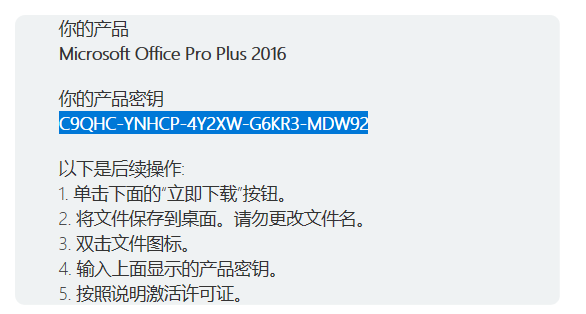 你的产品
Microsoft Office Pro Plus 2016
你的产品密钥
C9QHC-YNHCP-4Y2XW-G6KR3-MDW92
以下是后续操作:
1. 单击下面的“立即下载”按钮。
2. 将文件保存到桌面。请勿更改文件名。
3. 双击文件图标。
4. 输入上面显示的产品密钥。
5. 按照说明激活许可证。